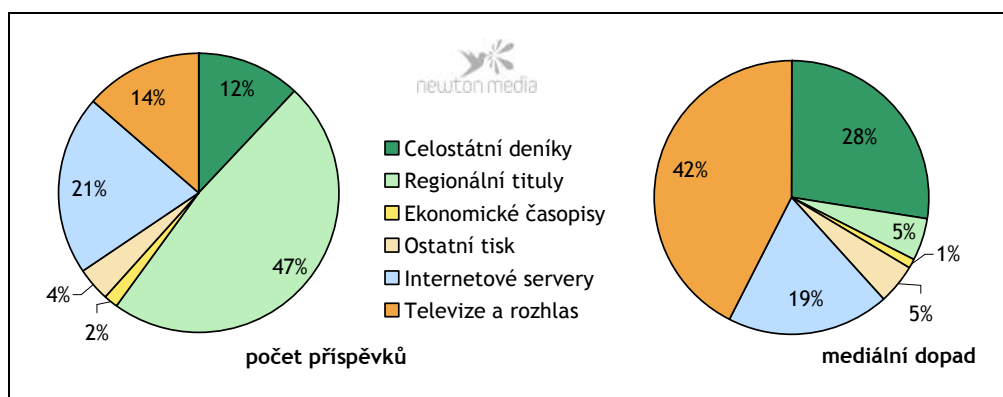 newton media
12%
47%
2%
4%
21%
14%
počet příspěvků
Celostátní deníky
Regionální tituly
Ekonomické časopisy
Ostatní tisk
Internetové servery
Televize a rozhlas
28%
5%
1%
5%
19%
42%
mediální dopad